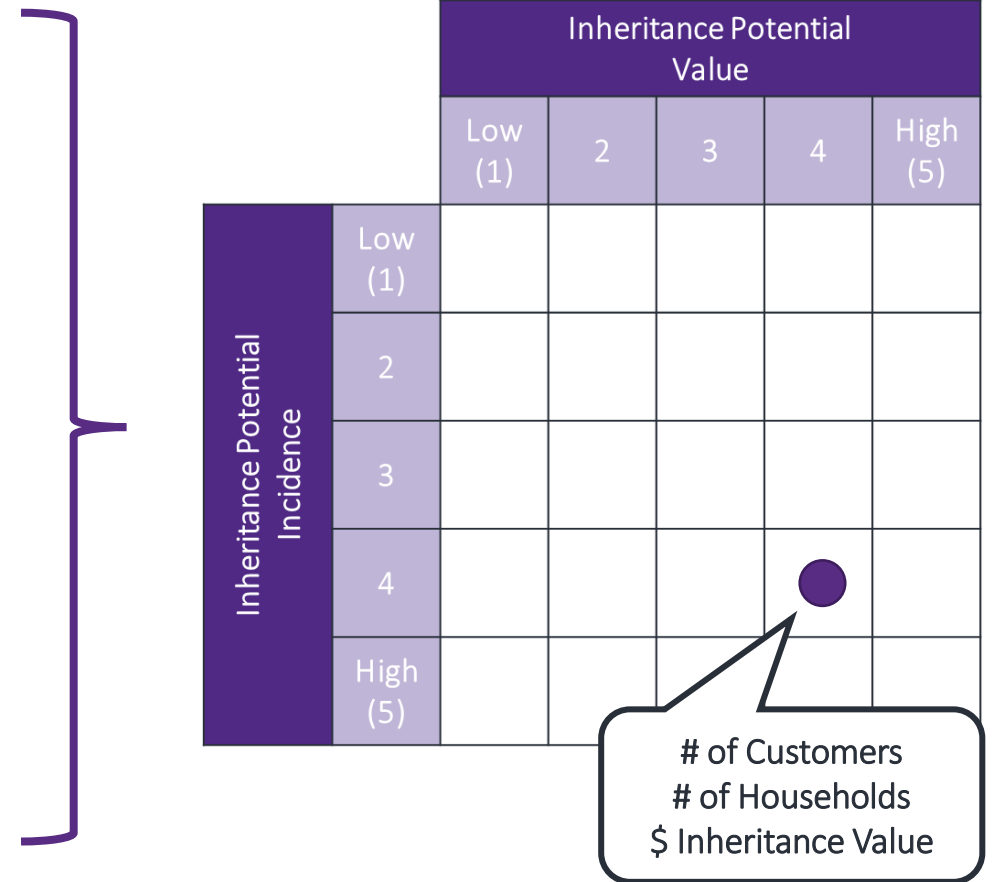 Inheritance Potential
Value
Low
(1)
2
3
4
High
(5)
Inheritance Potential
Incidence
Low
(1)
2
3
4
High
(5)
# of Customers
# of Households
$ Inheritance Value